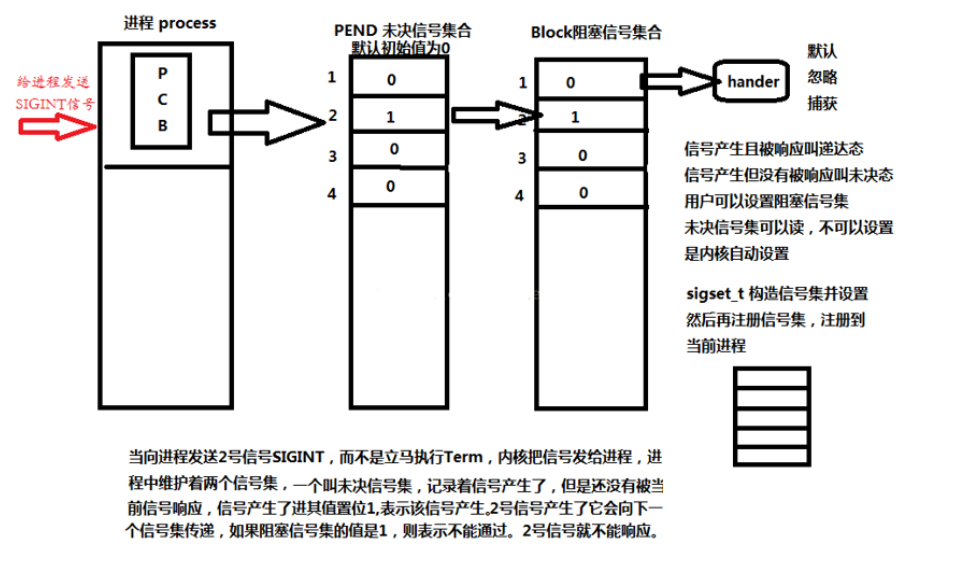 进程 process
PEND 未决信号集合
默认初始值为0
Block阻塞信号集合
给进程发送
SIGINT信号
P
C
B
1
0
2
1
3
0
4
0
1
0
2
1
3
0
4
0
hander
默认
忽略
捕获
信号产生且被响应叫递达态
信号产生但没有被响应叫未决态
用户可以设置阻塞信号集
未决信号集可以读，不可以设置
是内核自动设置
sigset_t 构造信号集并设置
然后再注册信号集，注册到
当前进程
当向进程发送2号信号SIGINT，而不是立马执行Term，内核把信号发给进程，进
程中维护着两个信号集，一个叫未决信号集，记录着信号产生了，但是还没有被当
前信号响应，信号产生了进其值置位1,表示该信号产生。2号信号产生了它会向下一
个信号集传递，如果阻塞信号集的值是1，则表示不能通过。2号信号就不能响应。